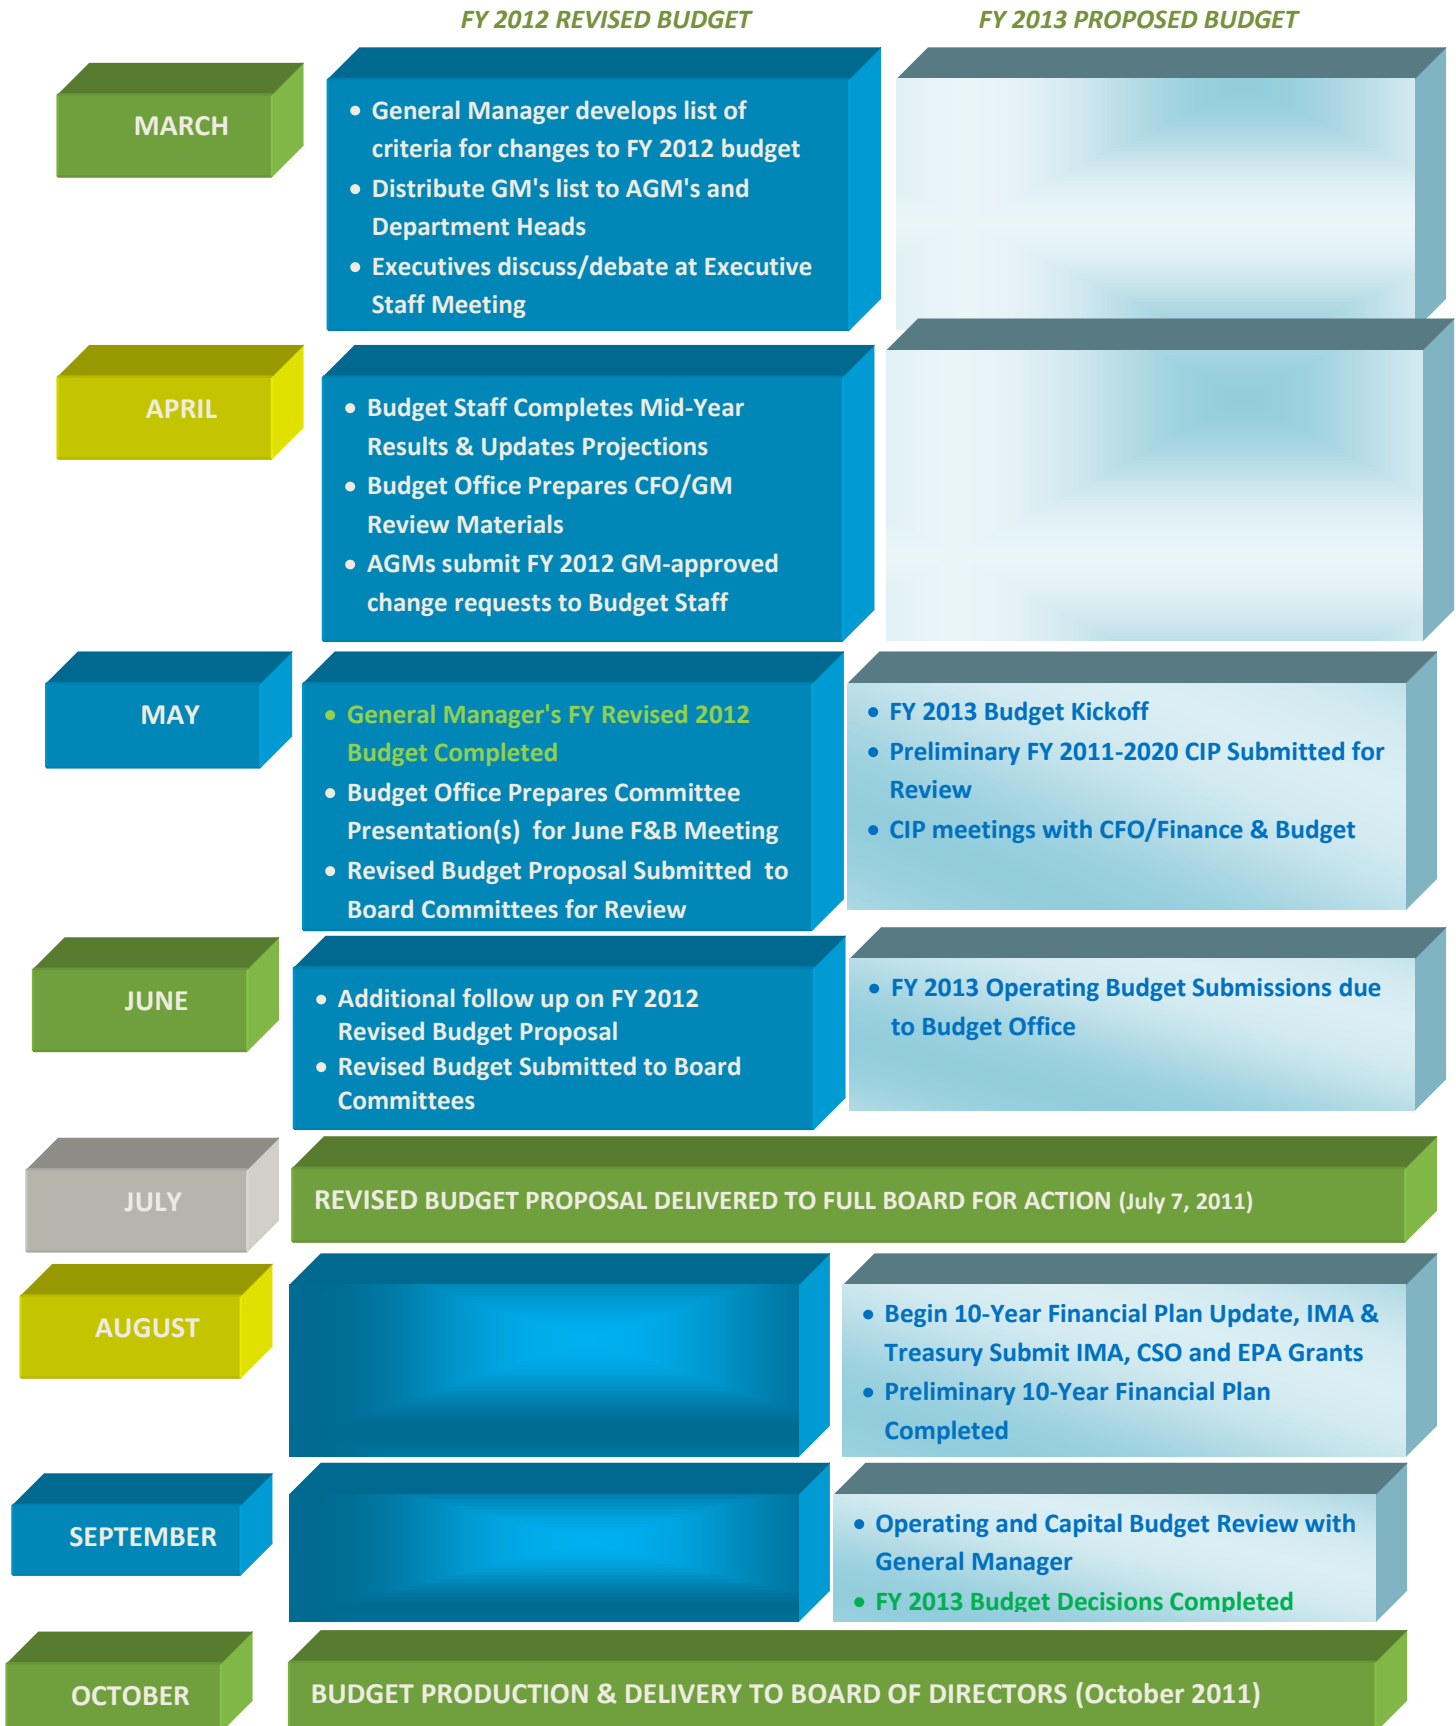 FY 2012 REVISED BUDGET
FY 2013 PROPOSED BUDGET
MARCH
• General Manager develops list of
criteria for changes to FY 2012 budget
• Distribute GM's list to AGM's and
Department Heads
• Executives discuss/debate at Executive
Staff Meeting
APRIL
• Budget Staff Completes Mid-Year
Results & Updates Projections
• Budget Office Prepares CFO/GM
Review Materials
• AGMs submit FY 2012 GM-approved
change requests to Budget Staff
MAY
• General Manager's FY Revised 2012
Budget Completed
• Budget Office Prepares Committee
Presentation(s) for June F&B Meeting
• Revised Budget Proposal Submitted to
Board Committees for Review
• FY 2013 Budget Kickoff
• Preliminary FY 2011-2020 CIP Submitted for
Review
• CIP meetings with CFO/Finance & Budget
JUNE
• Additional follow up on FY 2012
Revised Budget Proposal
• Revised Budget Submitted to Board
Committees
• FY 2013 Operating Budget Submissions due
to Budget Office
JULY
REVISED BUDGET PROPOSAL DELIVERED TO FULL BOARD FOR ACTION (July 7, 2011)
AUGUST
• Begin 10-Year Financial Plan Update, IMA &
Treasury Submit IMA, CSO and EPA Grants
• Preliminary 10-Year Financial Plan
Completed
SEPTEMBER
• Operating and Capital Budget Review with
General Manager
• FY 2013 Budget Decisions Completed
OCTOBER
BUDGET PRODUCTION & DELIVERY TO BOARD OF DIRECTORS (October 2011)